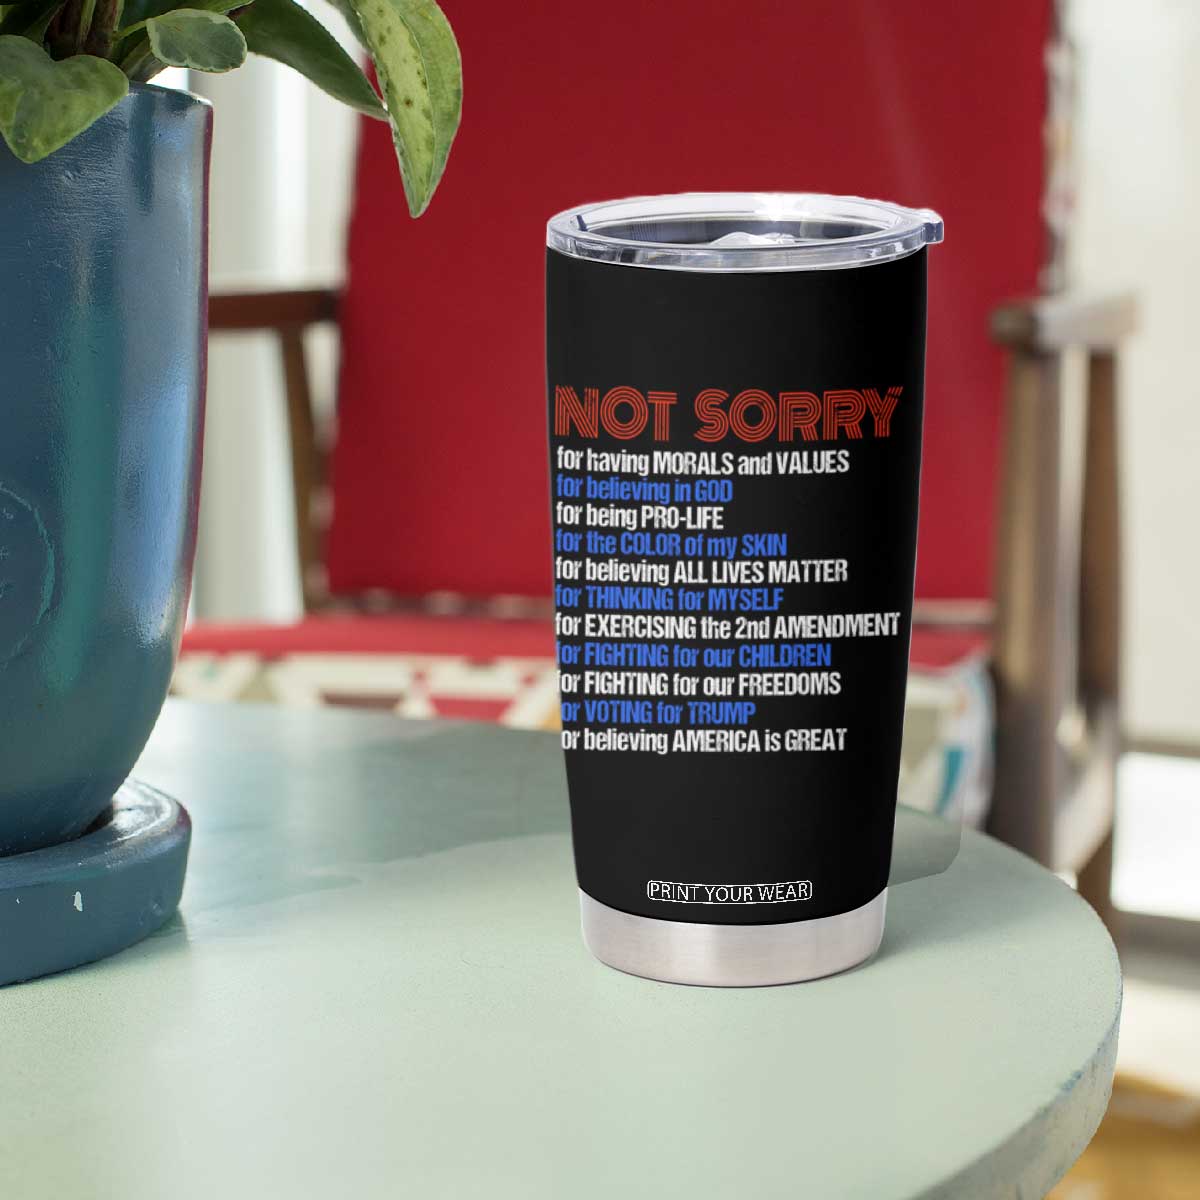 NOT SORRY
for having MORALS and VALUES
for believing in GOD
for being PRO-LIFE
for the COLOR of my SKIN
for believing ALL LIVES MATTER
for THINKING for MYSELF
for EXERCISING the 2nd AMENDMENT
for FIGHTING for our CHILDREN
for FIGHTING for our FREEDOMS
for VOTING for TRUMP
for believing AMERICA is GREAT
PRINT YOUR WEAR